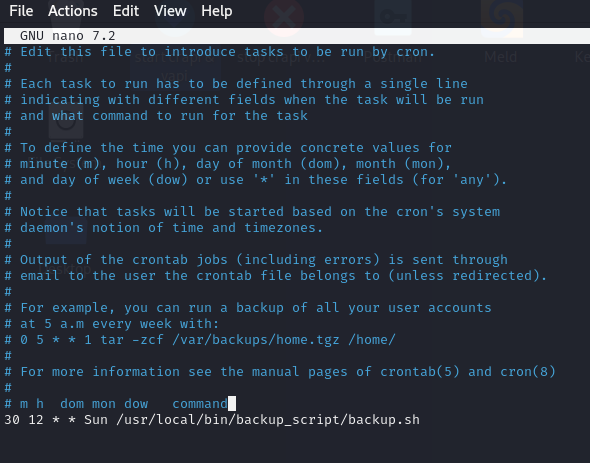 File Actions Edit View Help
GNU nano 7.2
# Edit this file to introduce tasks to be run by cron.
#
# Each task to run has to be defined through a single line
# indicating with different fields when the task will be run
# and what command to run for the task
#
# To define the time you can provide concrete values for
# minute (m), hour (h), day of month (dom), month (mon),
# and day of week (dow) or use '*' in these fields (for 'any').
#
# Notice that tasks will be started based on the cron's system
# daemon's notion of time and timezones.
#
# Output of the crontab jobs (including errors) is sent through
# email to the user the crontab file belongs to (unless redirected).
#
# For example, you can run a backup of all your user accounts
# at 5 a.m every week with:
# 0 5 * * 1 tar -zcf /var/backups/home.tgz /home/
#
# For more information see the manual pages of crontab(5) and cron(8)
#
# m h  dom mon dow   command
30 12 * * Sun /usr/local/bin/backup_script/backup.sh